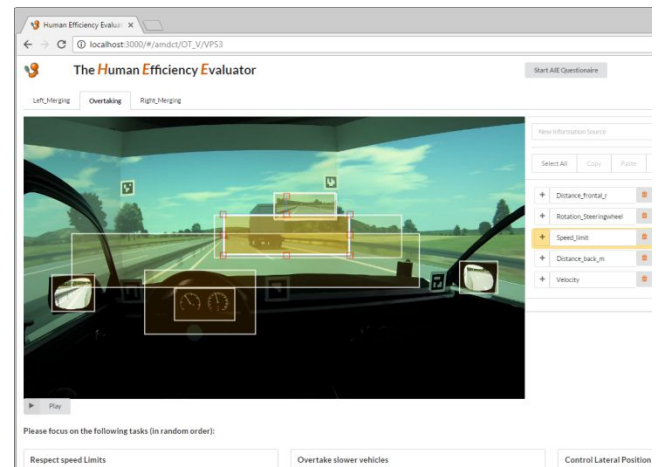 Human Efficiency Evaluat
localhost:3000/#/amdct/OT_V/VPS3
The Human Efficiency Evaluator
Start AIE Questionaire
Left_Merging Overtaking Right_Merging
New Information Source
Select All Copy Paste
Distance_frontal_r
Rotation_Steeringwheel
Speed_limit
Distance_back_m
Velocity
Play
Please focus on the following tasks (in random order):
Respect speed Limits Overtake slower vehicles Control Lateral Position